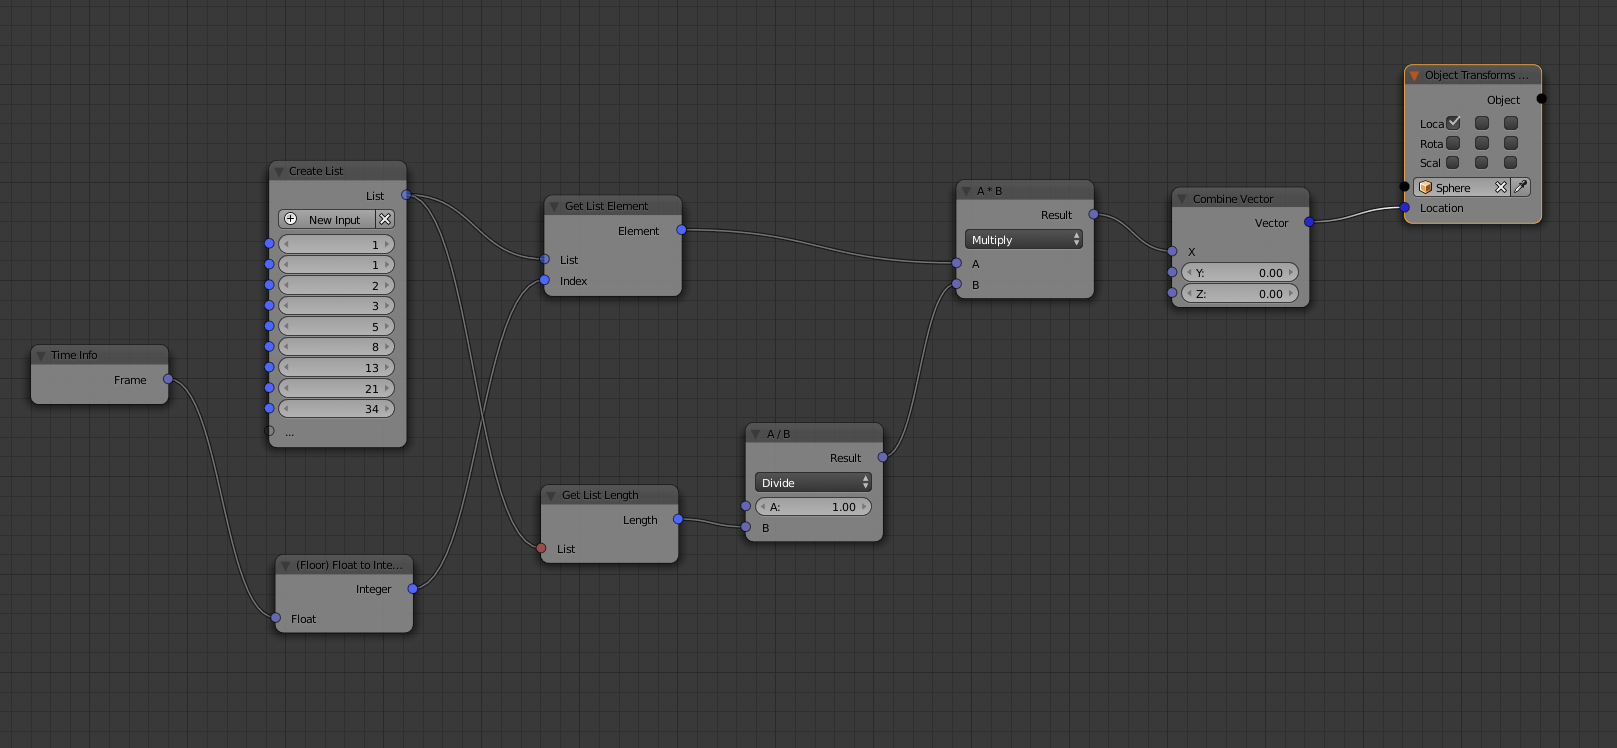 Object Transforms ...
Object
Loca
Rota
Scal
Sphere
Location
Create List
List
New Input
1
1
2
3
5
8
13
21
34
...
Get List Element
Element
List
Index
A * B
Result
Multiply
A
B
Combine Vector
Vector
X
Y: 0.00
Z: 0.00
Time Info
Frame
A / B
Result
Divide
A: 1.00
B
Get List Length
Length
List
(Floor) Float to Inte...
Integer
Float